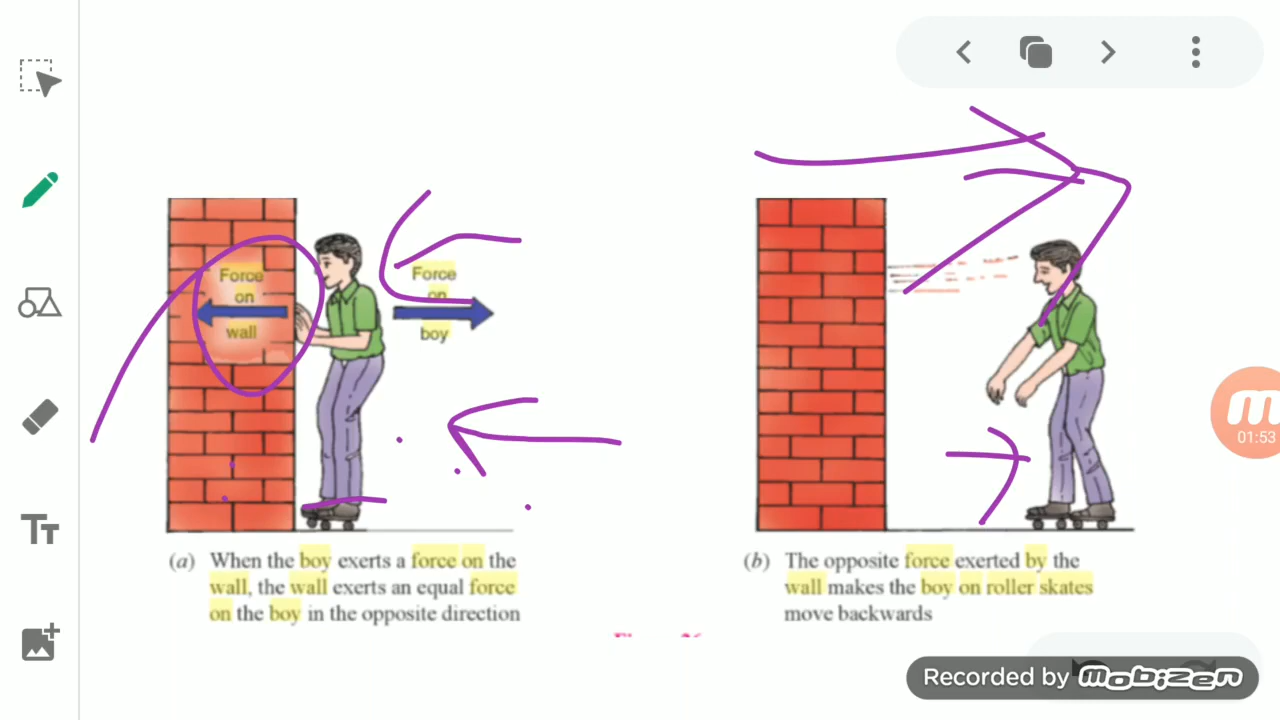 Force
on
wall
Force
on
boy
01:53
(a) When the boy exerts a force on the
wall, the wall exerts an equal force
on the boy in the opposite direction
(b) The opposite force exerted by the
wall makes the boy on roller skates
move backwards
Tт
Recorded by mobizen